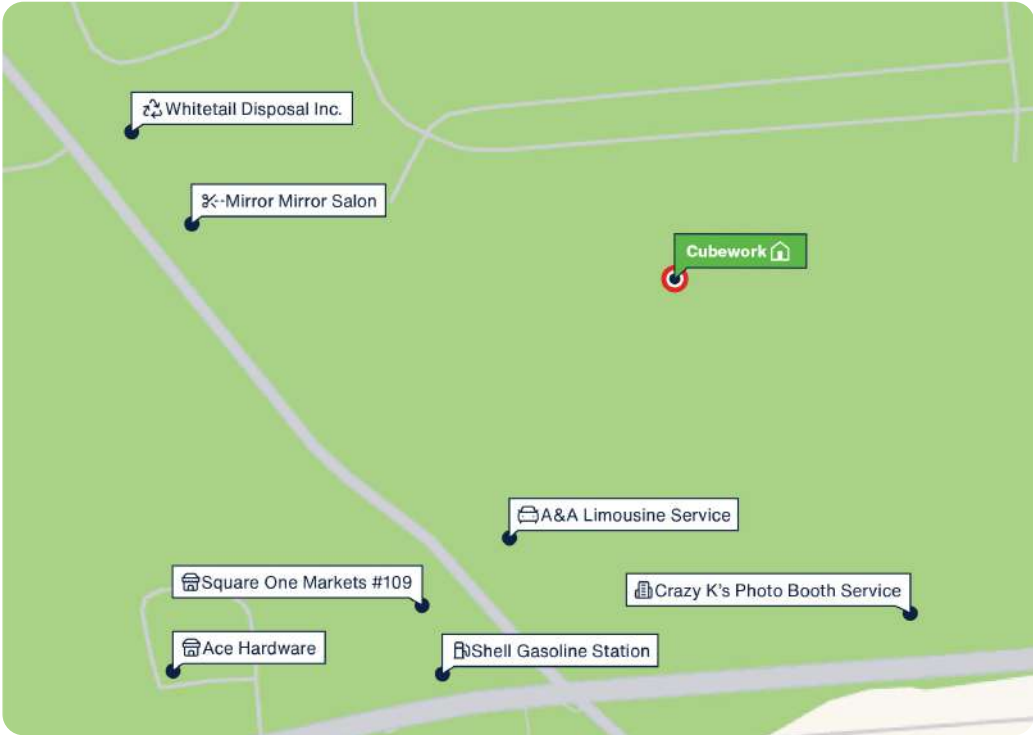 Whitetail Disposal Inc.
Mirror Mirror Salon
Cubework
A&A Limousine Service
Square One Markets #109
Crazy K's Photo Booth Service
Ace Hardware
Shell Gasoline Station